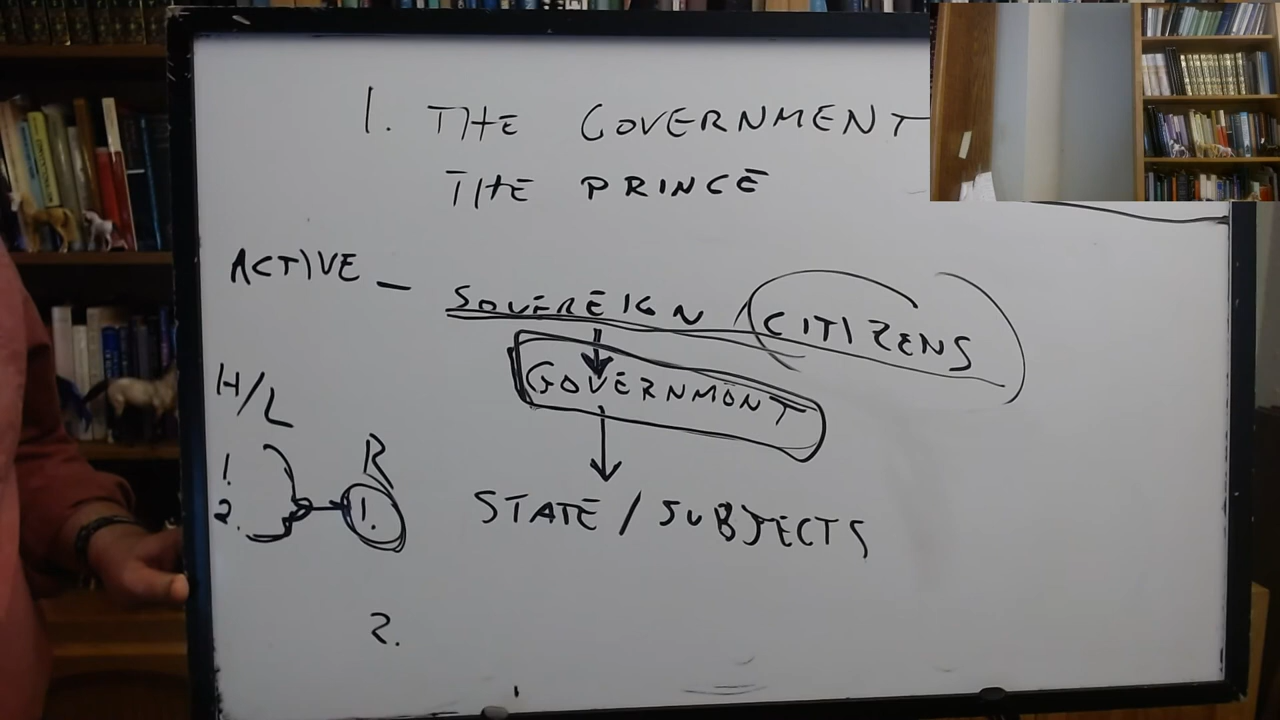 1. THE GOVERNMENT
THE PRINCE
ACTIVE - SOVEREIGN / CITIZENS
GOVERNMONT
H/L
1.
2.
R
1.
STATE / SUBJECTS
2.